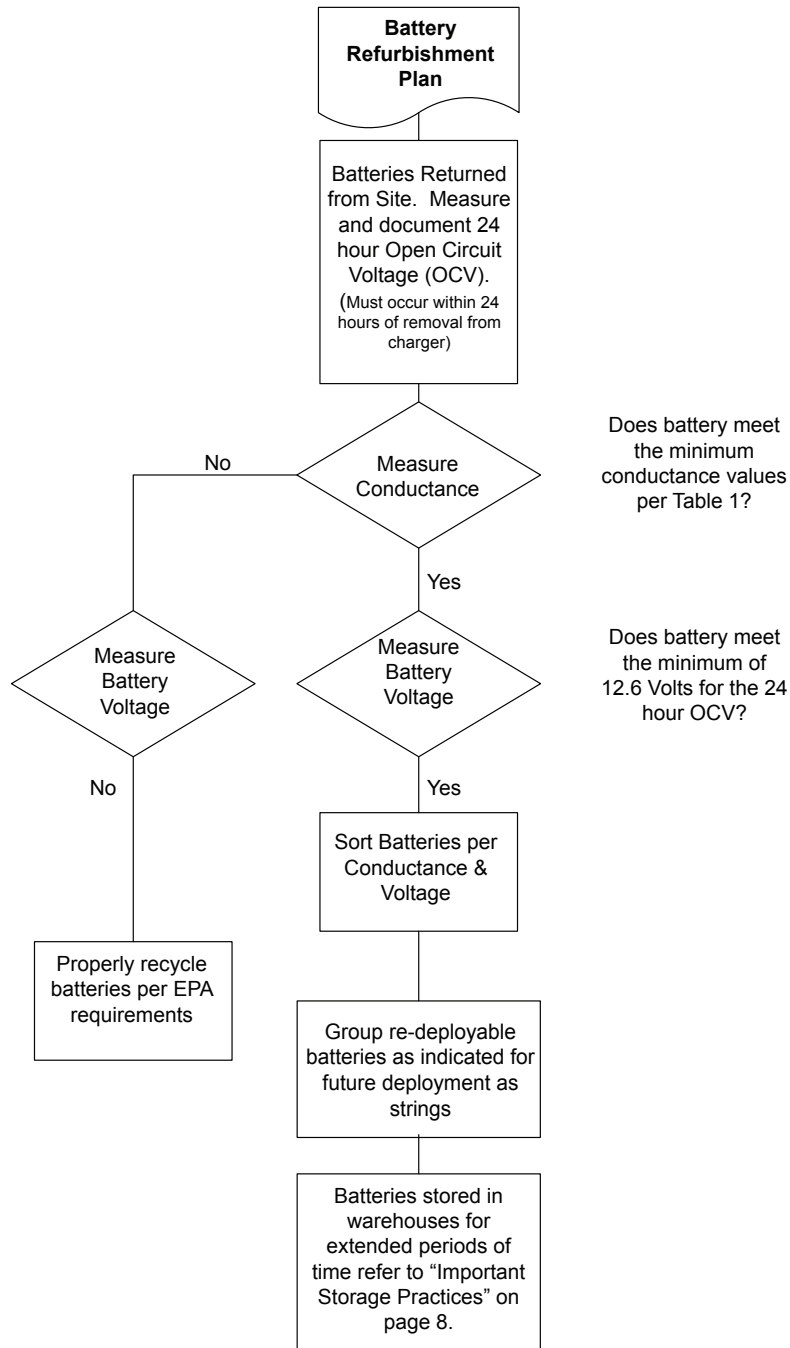 Battery
Refurbishment
Plan
Batteries Returned
from Site. Measure
and document 24
hour Open Circuit
Voltage (OCV).
(Must occur within 24
hours of removal from
charger)
No
Measure
Conductance
Does battery meet
the minimum
conductance values
per Table 1?
Yes
Measure
Battery
Voltage
Measure
Battery
Voltage
Does battery meet
the minimum of
12.6 Volts for the 24
hour OCV?
No
Yes
Sort Batteries per
Conductance &
Voltage
Properly recycle
batteries per EPA
requirements
Group re-deployable
batteries as indicated for
future deployment as
strings
Batteries stored in
warehouses for
extended periods of
time refer to “Important
Storage Practices” on
page 8.